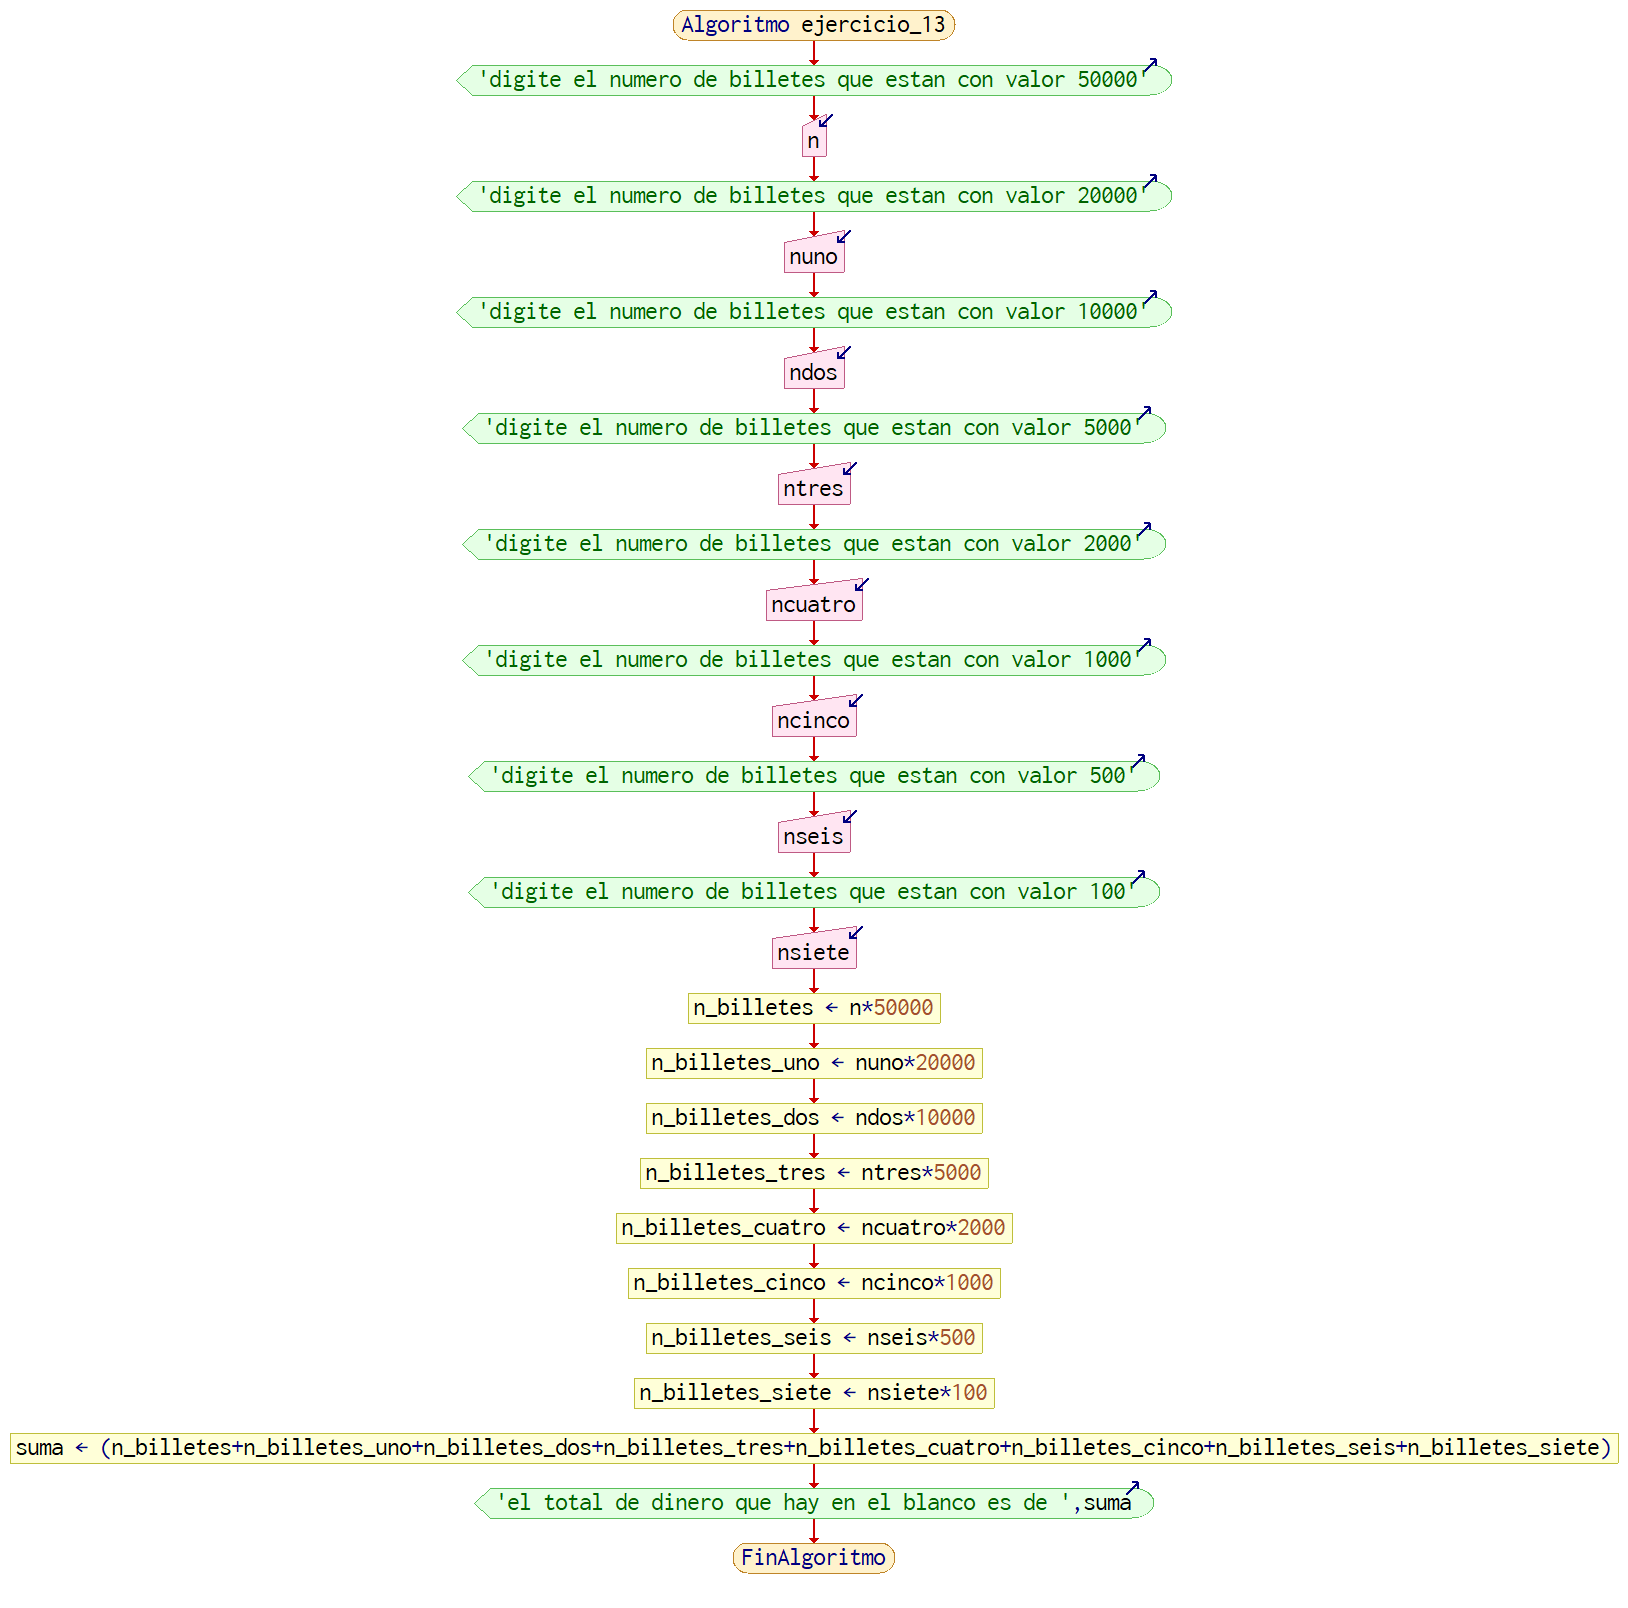 Algoritmo ejercicio_13
'digite el numero de billetes que estan con valor 50000'
n
'digite el numero de billetes que estan con valor 20000'
nuno
'digite el numero de billetes que estan con valor 10000'
ndos
'digite el numero de billetes que estan con valor 5000'
ntres
'digite el numero de billetes que estan con valor 2000'
ncuatro
'digite el numero de billetes que estan con valor 1000'
ncinco
'digite el numero de billetes que estan con valor 500'
nseis
'digite el numero de billetes que estan con valor 100'
nsiete
n_billetes ← n*50000
n_billetes_uno ← nuno*20000
n_billetes_dos ← ndos*10000
n_billetes_tres ← ntres*5000
n_billetes_cuatro ← ncuatro*2000
n_billetes_cinco ← ncinco*1000
n_billetes_seis ← nseis*500
n_billetes_siete ← nsiete*100
suma ← (n_billetes+n_billetes_uno+n_billetes_dos+n_billetes_tres+n_billetes_cuatro+n_billetes_cinco+n_billetes_seis+n_billetes_siete)
'el total de dinero que hay en el blanco es de ',suma
FinAlgoritmo